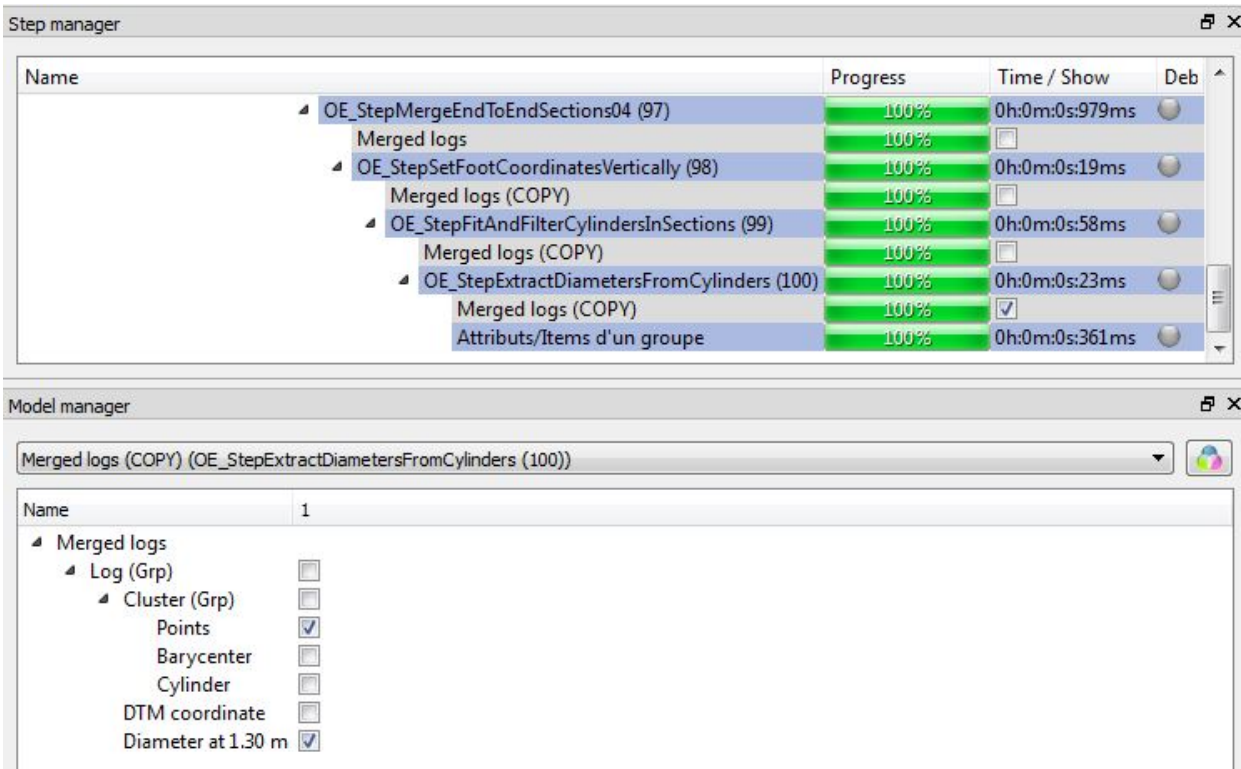 Step manager
Name Progress Time / Show Deb
OE_StepMergeEndToEndSections04 (97) 100% 0h:0m:0s:979ms
Merged logs 100%
OE_StepSetFootCoordinatesVertically (98) 100% 0h:0m:0s:19ms
Merged logs (COPY) 100%
OE_StepFitAndFilterCylindersInSections (99) 100% 0h:0m:0s:58ms
Merged logs (COPY) 100%
OE_StepExtractDiametersFromCylinders (100) 100% 0h:0m:0s:23ms
Merged logs (COPY) 100%
Attributs/Items d'un groupe 100% 0h:0m:0s:361ms
Model manager
Merged logs (COPY) (OE_StepExtractDiametersFromCylinders (100))
Name 1
Merged logs
Log (Grp)
Cluster (Grp)
Points
Barycenter
Cylinder
DTM coordinate
Diameter at 1.30 m